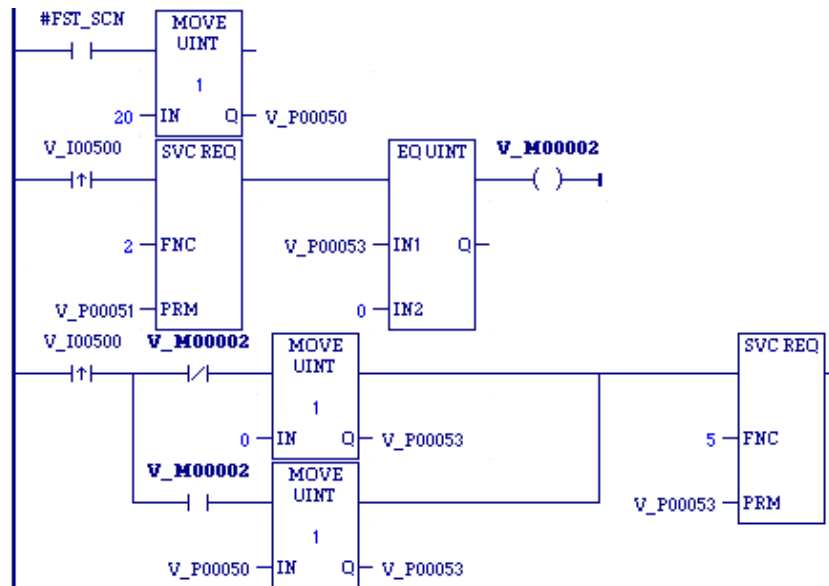 #FST_SCN
MOVE
UINT
1
20 IN Q V_P00050
V_I00500 SVC REQ EQ UINT V_M00002
2 FNC V_P00053 IN1 Q
V_P00051 PRM 0 IN2
V_I00500 V_M00002 MOVE SVC REQ
UINT
1
0 IN Q V_P00053 5 FNC
V_M00002 MOVE
UINT
V_P00053 PRM
1
V_P00050 IN Q V_P00053